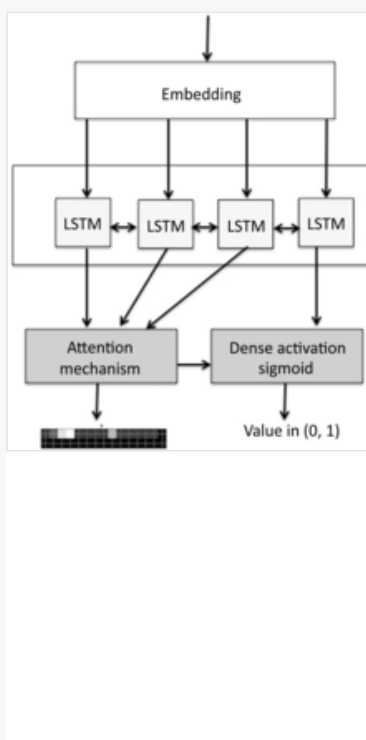 Embedding
LSTM LSTM LSTM LSTM
Attention
mechanism
Dense activation
sigmoid
Value in (0, 1)